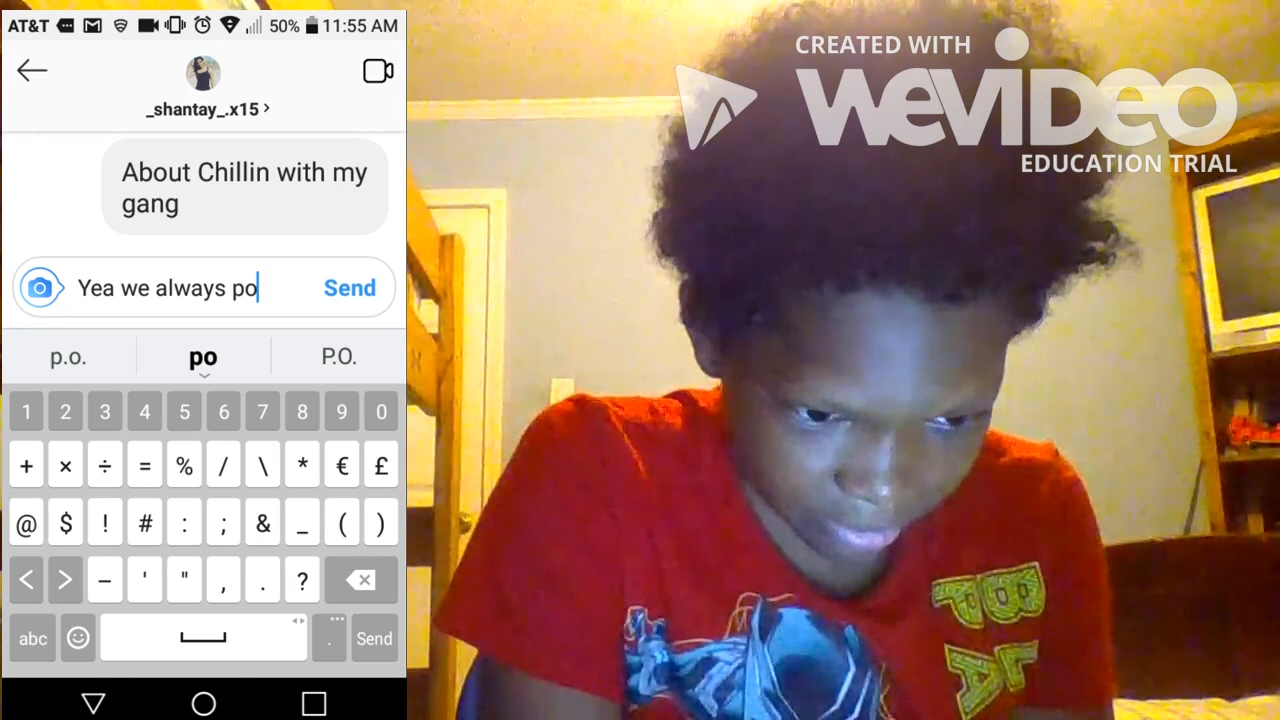 AT&T 50% 11:55 AM
_shantay_.x15 >
About Chillin with my
gang
Yea we always po Send
p.o. po P.O.
1 2 3 4 5 6 7 8 9 0
+ × ÷ = % / \ * € £
@ $ ! # : ; & _ ( )
< > – ' " , . ?
abc . Send
CREATED WITH
WEVIDEO
EDUCATION TRIAL